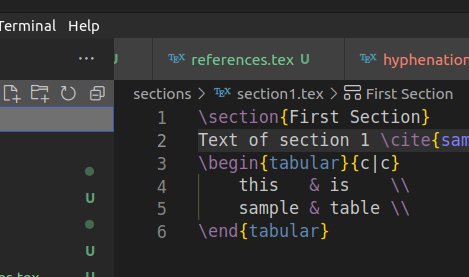 Terminal Help
... U TEX references.tex U TEX hyphenation
sections > TEX section1.tex > First Section
1 \section{First Section}
2 Text of section 1 \cite{sam
3 \begin{tabular}{c|c}
U 4     this   & is     \\
5     sample & table \\
U 6 \end{tabular}
es.tex U